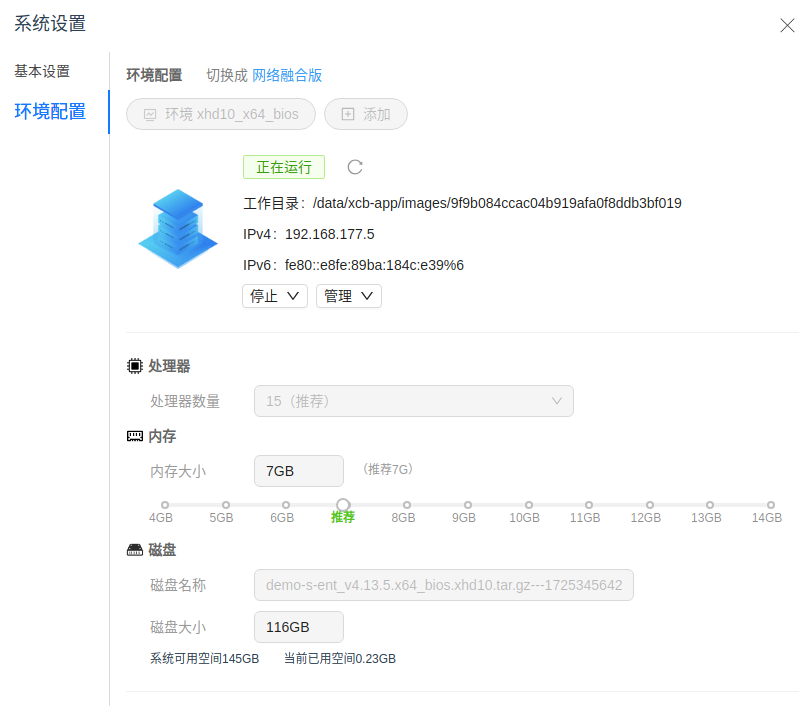 系统设置
基本设置
环境配置
环境配置 切换成 网络融合版
环境 xhd10_x64_bios 添加
正在运行
工作目录：/data/xcb-app/images/9f9b084ccac04b919afa0f8ddb3bf019
IPv4：192.168.177.5
IPv6：fe80::e8fe:89ba:184c:e39%6
停止 管理
处理器
处理器数量 15（推荐）
内存
内存大小 7GB （推荐7G）
4GB 5GB 6GB 推荐 8GB 9GB 10GB 11GB 12GB 13GB 14GB
磁盘
磁盘名称 demo-s-ent_v4.13.5.x64_bios.xhd10.tar.gz---1725345642
磁盘大小 116GB
系统可用空间145GB 当前已用空间0.23GB